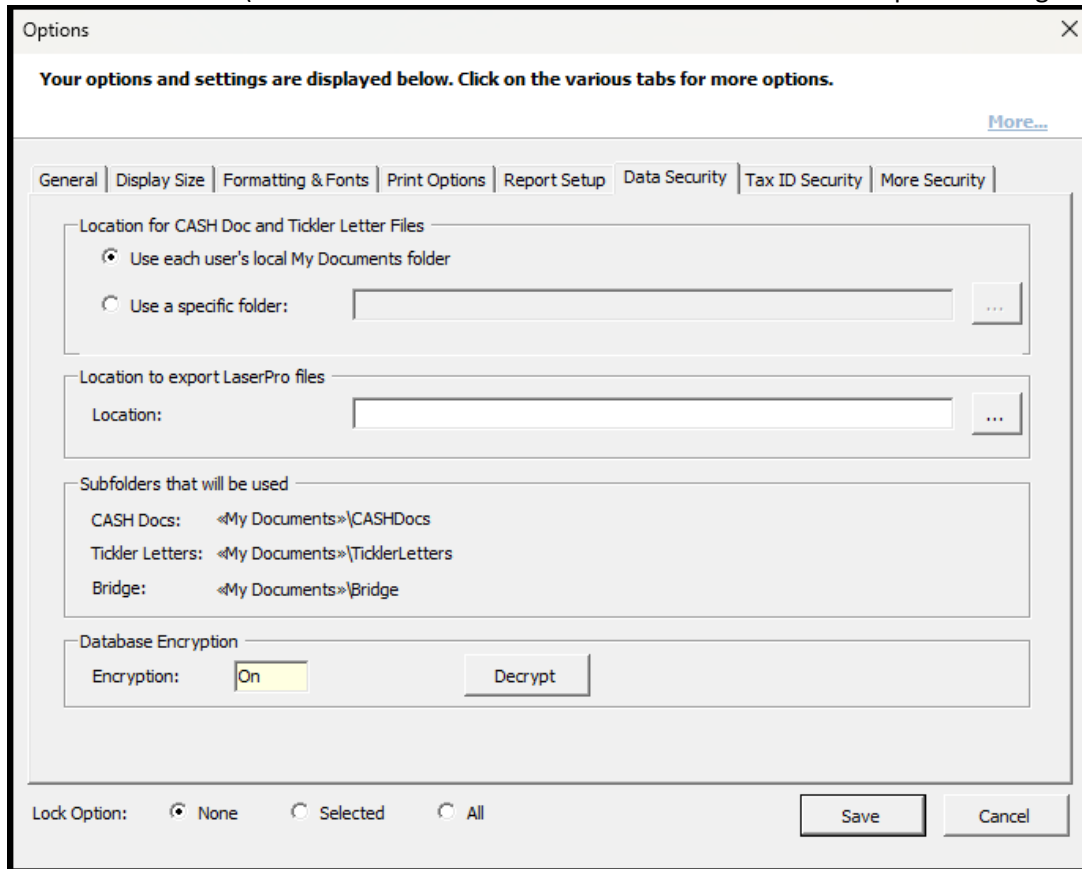 Options
Your options and settings are displayed below. Click on the various tabs for more options.
More...
General Display Size Formatting & Fonts Print Options Report Setup Data Security Tax ID Security More Security
Location for CASH Doc and Tickler Letter Files
Use each user's local My Documents folder
Use a specific folder: ...
Location to export LaserPro files
Location: ...
Subfolders that will be used
CASH Docs: «My Documents»\CASHDocs
Tickler Letters: «My Documents»\TicklerLetters
Bridge: «My Documents»\Bridge
Database Encryption
Encryption: On Decrypt
Lock Option: None Selected All Save Cancel